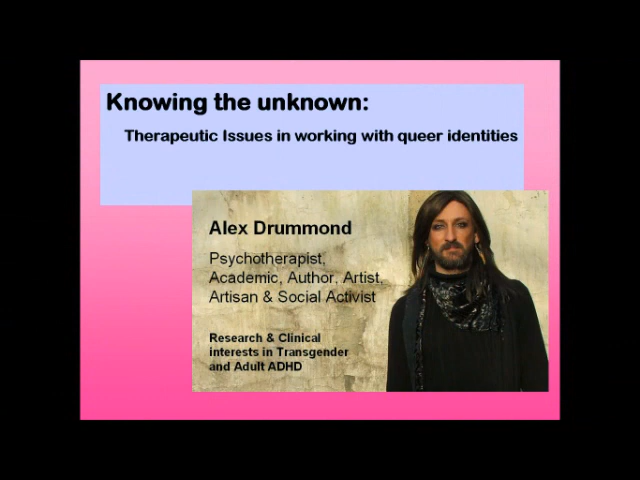 Knowing the unknown:
Therapeutic Issues in working with queer identities
Alex Drummond
Psychotherapist,
Academic, Author, Artist,
Artisan & Social Activist
Research & Clinical
interests in Transgender
and Adult ADHD